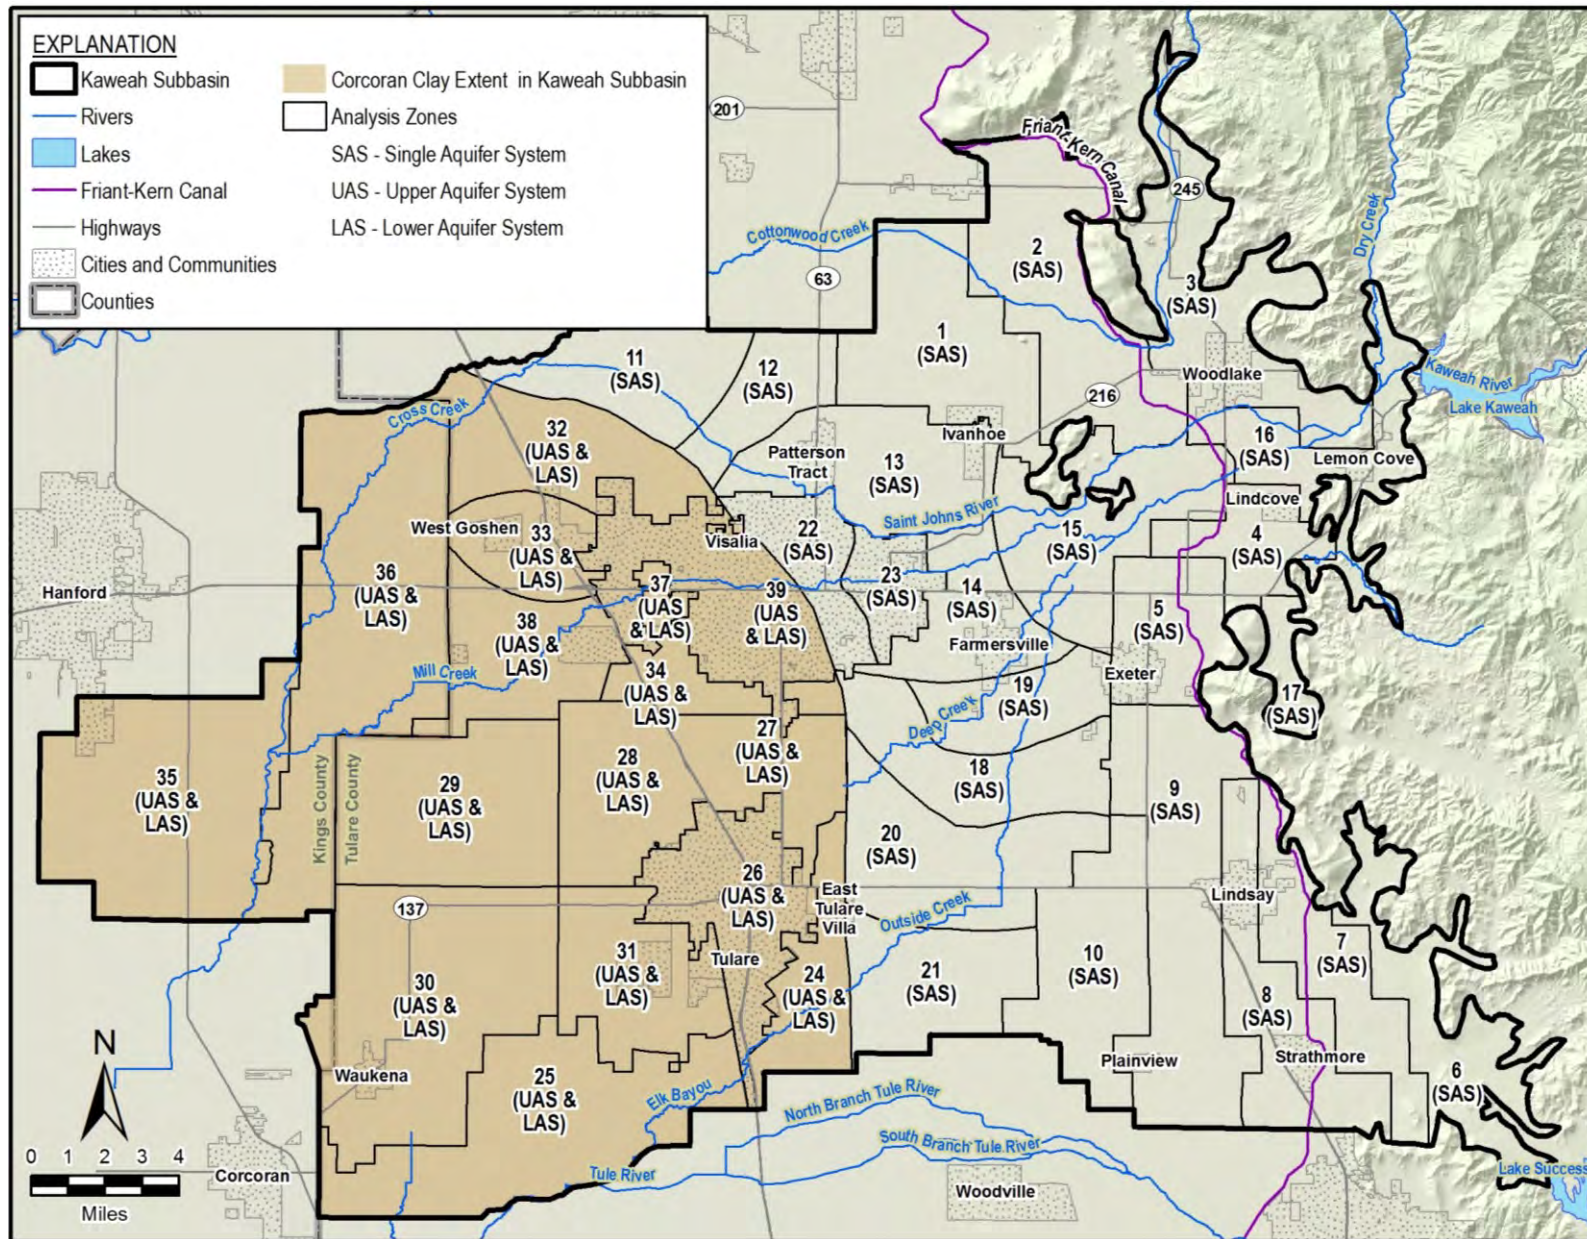 EXPLANATION
Kaweah Subbasin
Rivers
Lakes
Friant-Kern Canal
Highways
Cities and Communities
Counties
Corcoran Clay Extent in Kaweah Subbasin
Analysis Zones
SAS - Single Aquifer System
UAS - Upper Aquifer System
LAS - Lower Aquifer System
201
Friant-Kern Canal
245
Dry Creek
Cottonwood Creek
63
2
(SAS)
3
(SAS)
1
(SAS)
11
(SAS)
12
(SAS)
Woodlake
Kaweah River
Lake Kaweah
216
Cross Creek
32
(UAS &
LAS)
Patterson
Tract
Ivanhoe
13
(SAS)
16
(SAS)
Lemon Cove
Lindcove
West Goshen
33
(UAS &
LAS)
Visalia
22
(SAS)
Saint Johns River
15
(SAS)
4
(SAS)
Hanford
36
(UAS &
LAS)
37
(UAS
& LAS)
39
(UAS
& LAS)
23
(SAS)
14
(SAS)
5
(SAS)
38
(UAS &
LAS)
Farmersville
Mill Creek
34
(UAS &
LAS)
Exeter
19
(SAS)
17
(SAS)
Deep Creek
35
(UAS &
LAS)
Kings County
Tulare County
29
(UAS &
LAS)
28
(UAS &
LAS)
27
(UAS &
LAS)
18
(SAS)
9
(SAS)
20
(SAS)
137
26
(UAS &
LAS)
East
Tulare
Villa
Lindsay
Outside Creek
30
(UAS &
LAS)
31
(UAS &
LAS)
Tulare
24
(UAS &
LAS)
21
(SAS)
10
(SAS)
7
(SAS)
8
(SAS)
N
Waukena
25
(UAS &
LAS)
Elk Bayou
Plainview
Strathmore
6
(SAS)
North Branch Tule River
South Branch Tule River
Tule River
0 1 2 3 4
Miles
Corcoran
Woodville
Lake Success